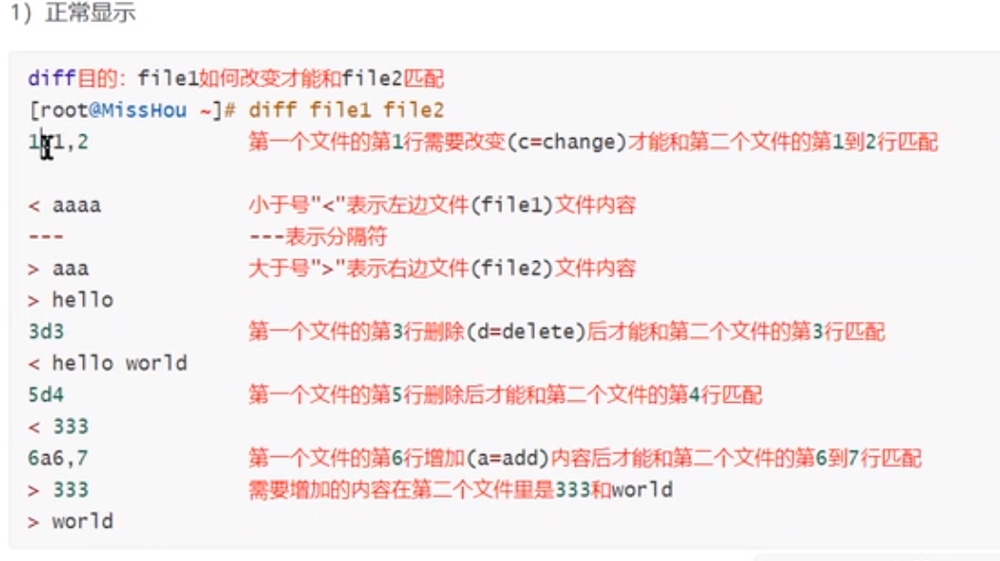 1）正常显示
diff目的：file1如何改变才能和file2匹配
[root@MissHou ~]# diff file1 file2
1c1,2 第一个文件的第1行需要改变(c=change)才能和第二个文件的第1到2行匹配
< aaaa 小于号"<"表示左边文件(file1)文件内容
--- ---表示分隔符
> aaa 大于号">"表示右边文件(file2)文件内容
> hello
3d3 第一个文件的第3行删除(d=delete)后才能和第二个文件的第3行匹配
< hello world
5d4 第一个文件的第5行删除后才能和第二个文件的第4行匹配
< 333
6a6,7 第一个文件的第6行增加(a=add)内容后才能和第二个文件的第6到7行匹配
> 333 需要增加的内容在第二个文件里是333和world
> world